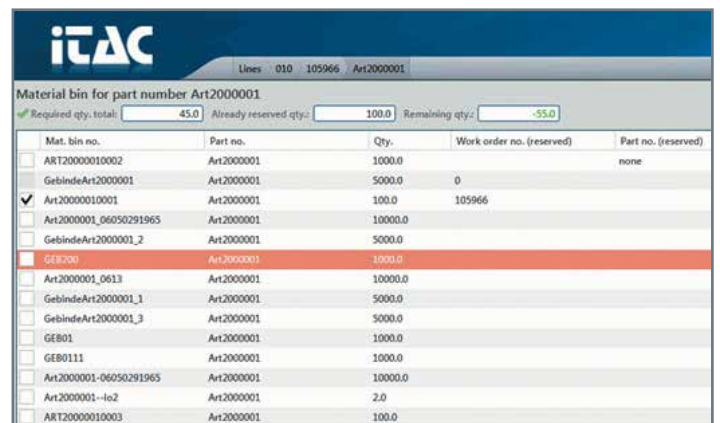 iTAC
Lines 010 105966 Art2000001
Material bin for part number Art2000001
Required qty. total: 45.0 Already reserved qty.: 100.0 Remaining qty.: -55.0
Mat. bin no. Part no. Qty. Work order no. (reserved) Part no. (reserved)
ART20000010002 Art2000001 1000.0 none
GebindeArt2000001 Art2000001 5000.0 0
Art20000010001 Art2000001 100.0 105966
Art2000001_06050291965 Art2000001 10000.0
GebindeArt2000001_2 Art2000001 5000.0
GEB200 Art2000001 1000.0
Art2000001_0613 Art2000001 10000.0
GebindeArt2000001_1 Art2000001 5000.0
GebindeArt2000001_3 Art2000001 5000.0
GEB01 Art2000001 1000.0
GEB0111 Art2000001 1000.0
Art2000001-06050291965 Art2000001 10000.0
Art2000001--lo2 Art2000001 2.0
ART20000010003 Art2000001 100.0